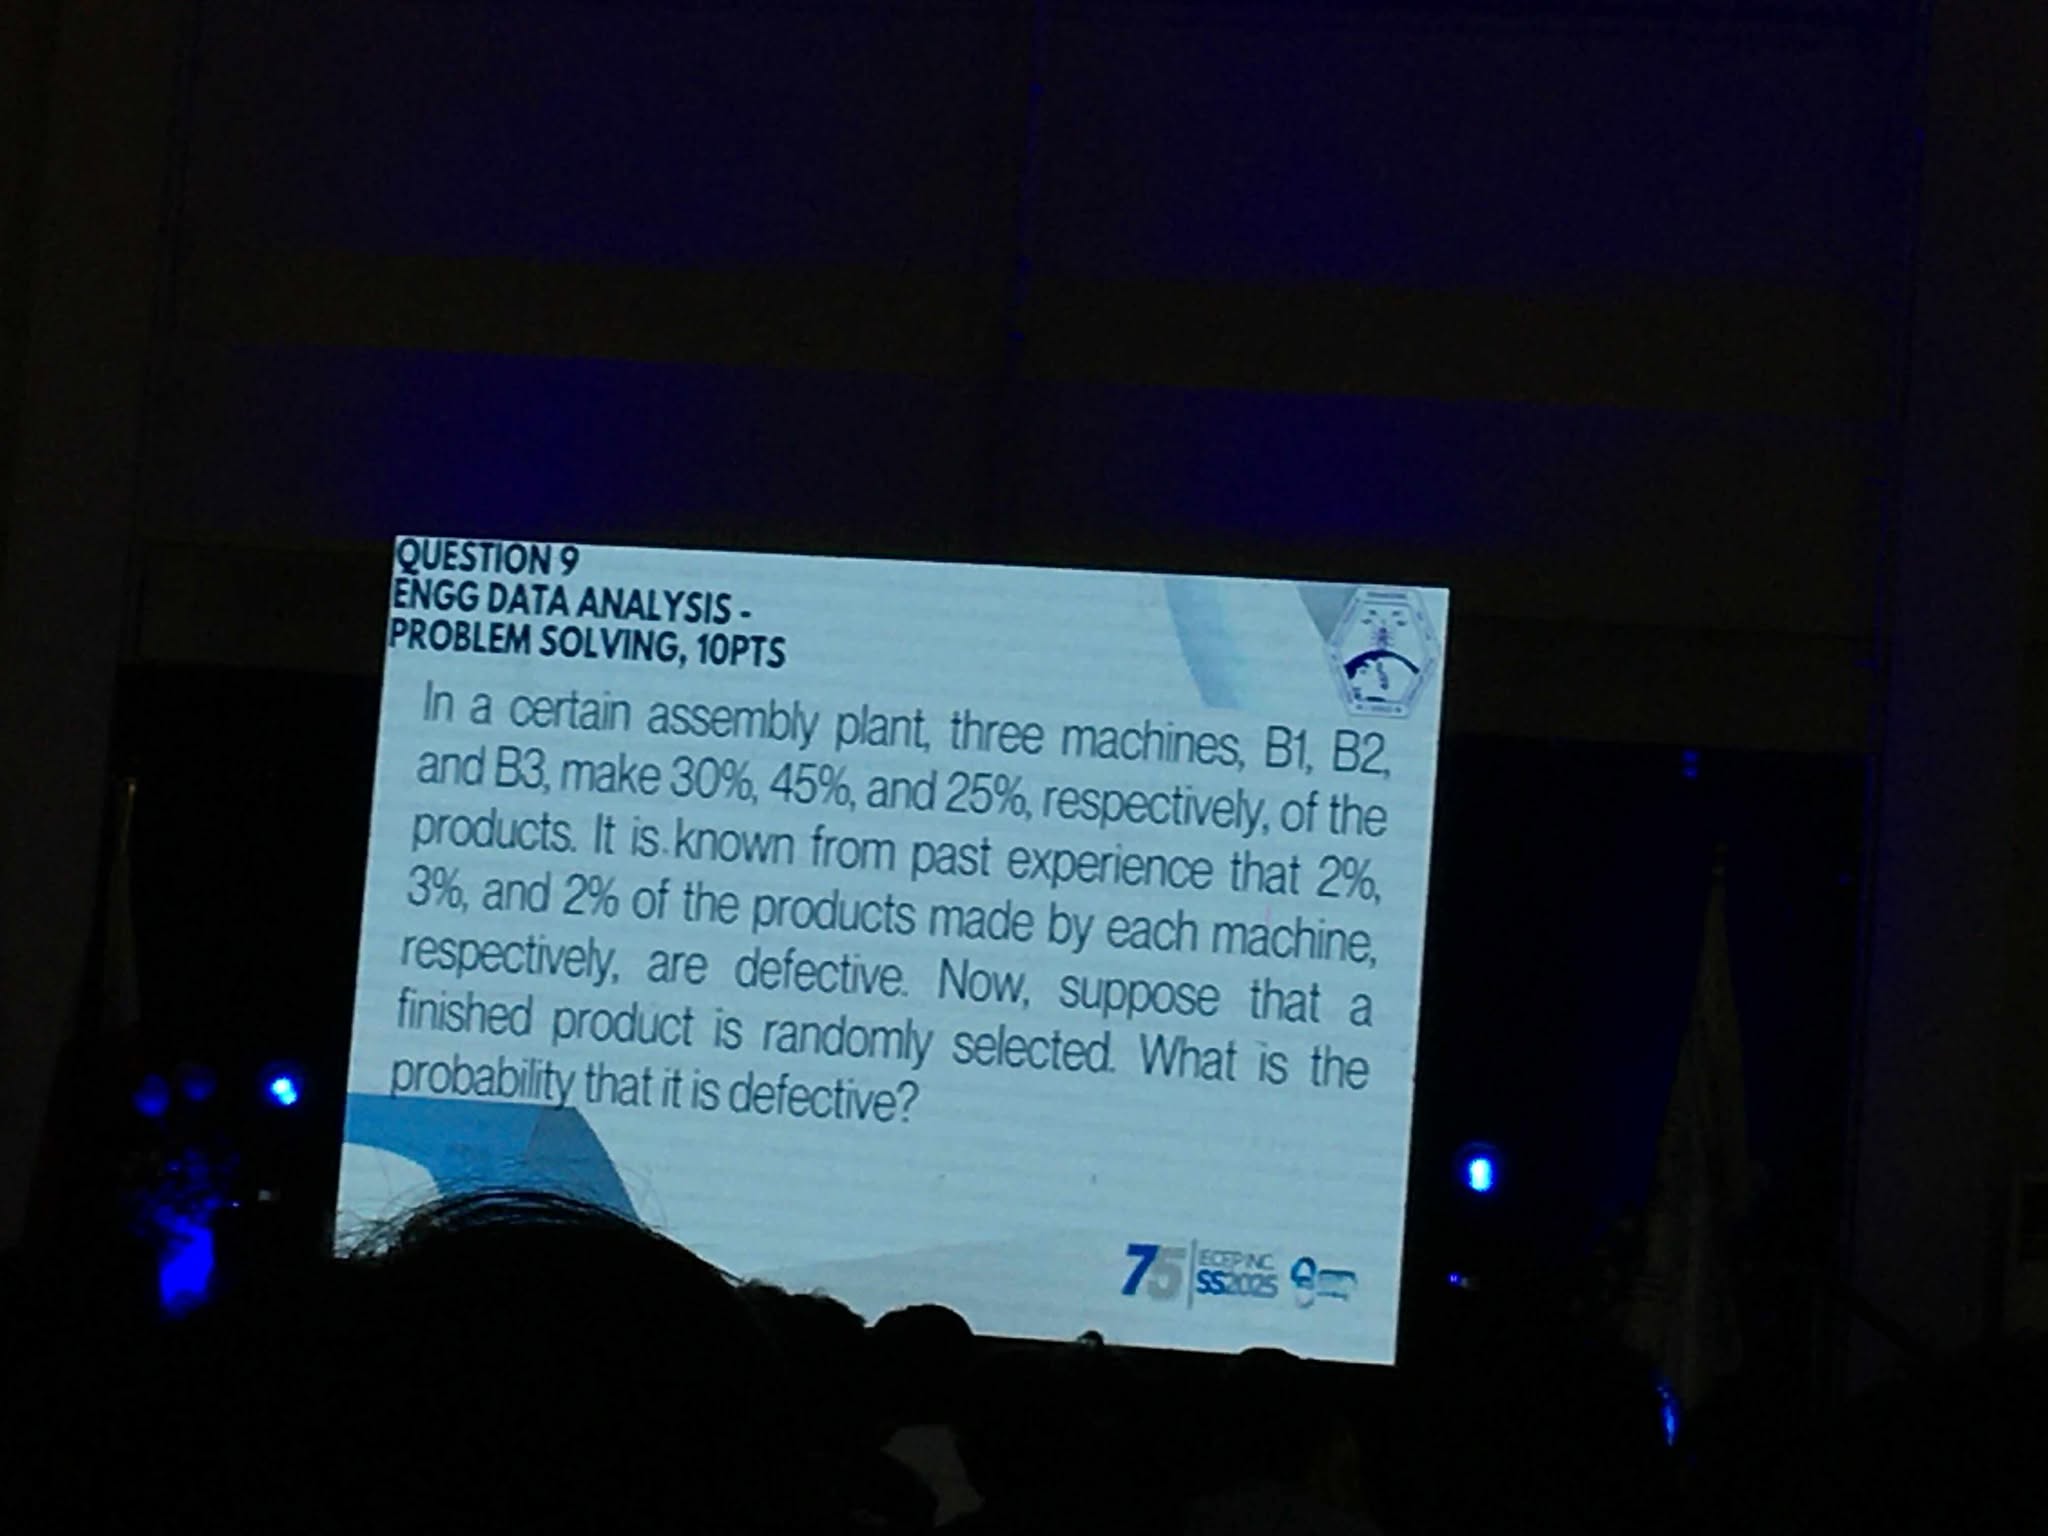 QUESTION 9
ENGG DATA ANALYSIS -
PROBLEM SOLVING, 10PTS
In a certain assembly plant, three machines, B1, B2,
and B3, make 30%, 45%, and 25%, respectively, of the
products. It is known from past experience that 2%,
3%, and 2% of the products made by each machine,
respectively, are defective. Now, suppose that a
finished product is randomly selected. What is the
probability that it is defective?
75
ECEP INC
SS2025